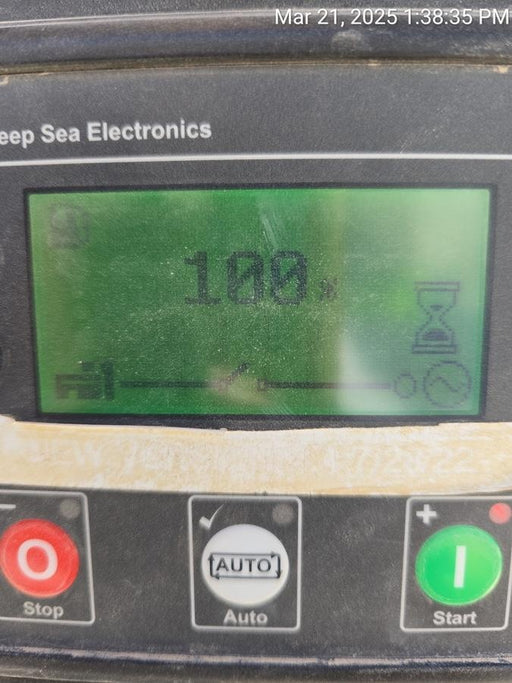 Mar 21, 2025 1:38:35 PM
eep Sea Electronics
100%
− + 
O AUTO I
Stop Auto Start